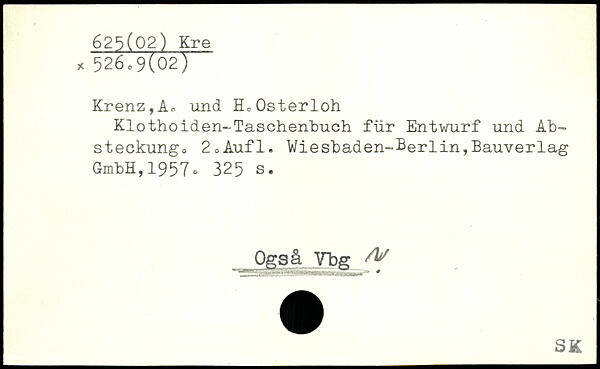 625(02) Kre
x 526.9(02)
Krenz,A. und H.Osterloh
Klothoiden-Taschenbuch für Entwurf und Ab-
steckung. 2.Aufl. Wiesbaden-Berlin,Bauverlag
GmbH,1957. 325 s.
Også Vbg
SK